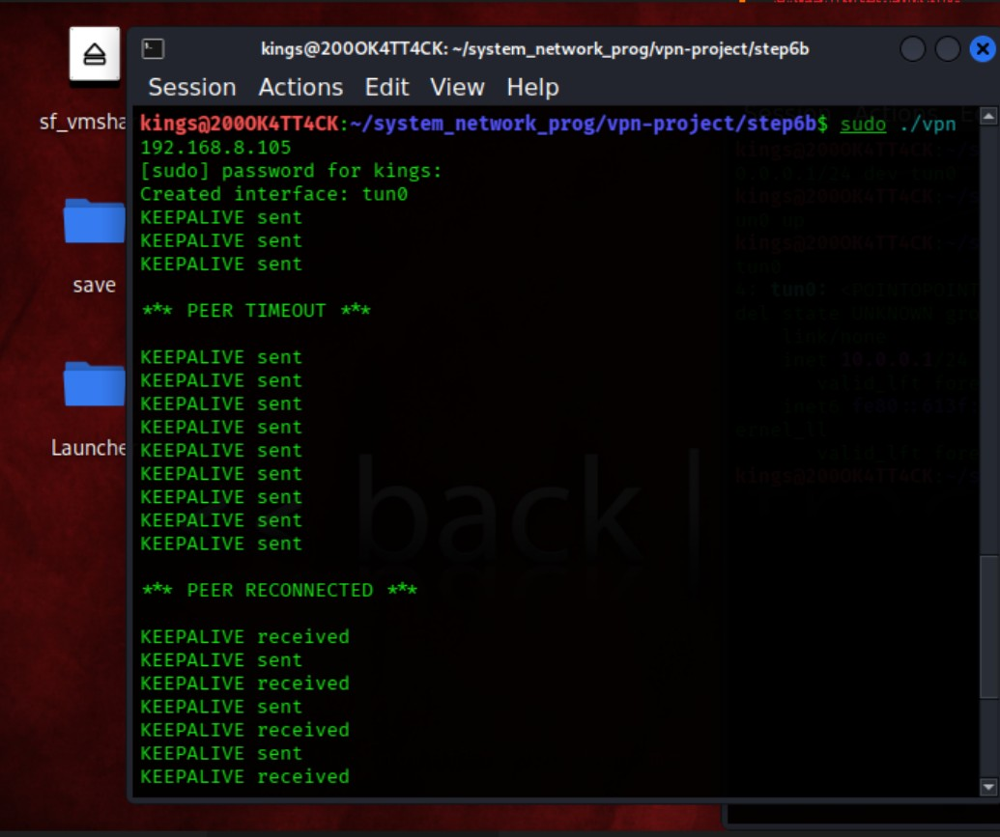 kings@200OK4TT4CK: ~/system_network_prog/vpn-project/step6b
Session Actions Edit View Help
sf_vmsha
save
Launche
kings@200OK4TT4CK:~/system_network_prog/vpn-project/step6b$ sudo ./vpn
192.168.8.105
[sudo] password for kings:
Created interface: tun0
KEEPALIVE sent
KEEPALIVE sent
KEEPALIVE sent
*** PEER TIMEOUT ***
KEEPALIVE sent
KEEPALIVE sent
KEEPALIVE sent
KEEPALIVE sent
KEEPALIVE sent
KEEPALIVE sent
KEEPALIVE sent
KEEPALIVE sent
KEEPALIVE sent
*** PEER RECONNECTED ***
KEEPALIVE received
KEEPALIVE sent
KEEPALIVE received
KEEPALIVE sent
KEEPALIVE received
KEEPALIVE sent
KEEPALIVE received
back |